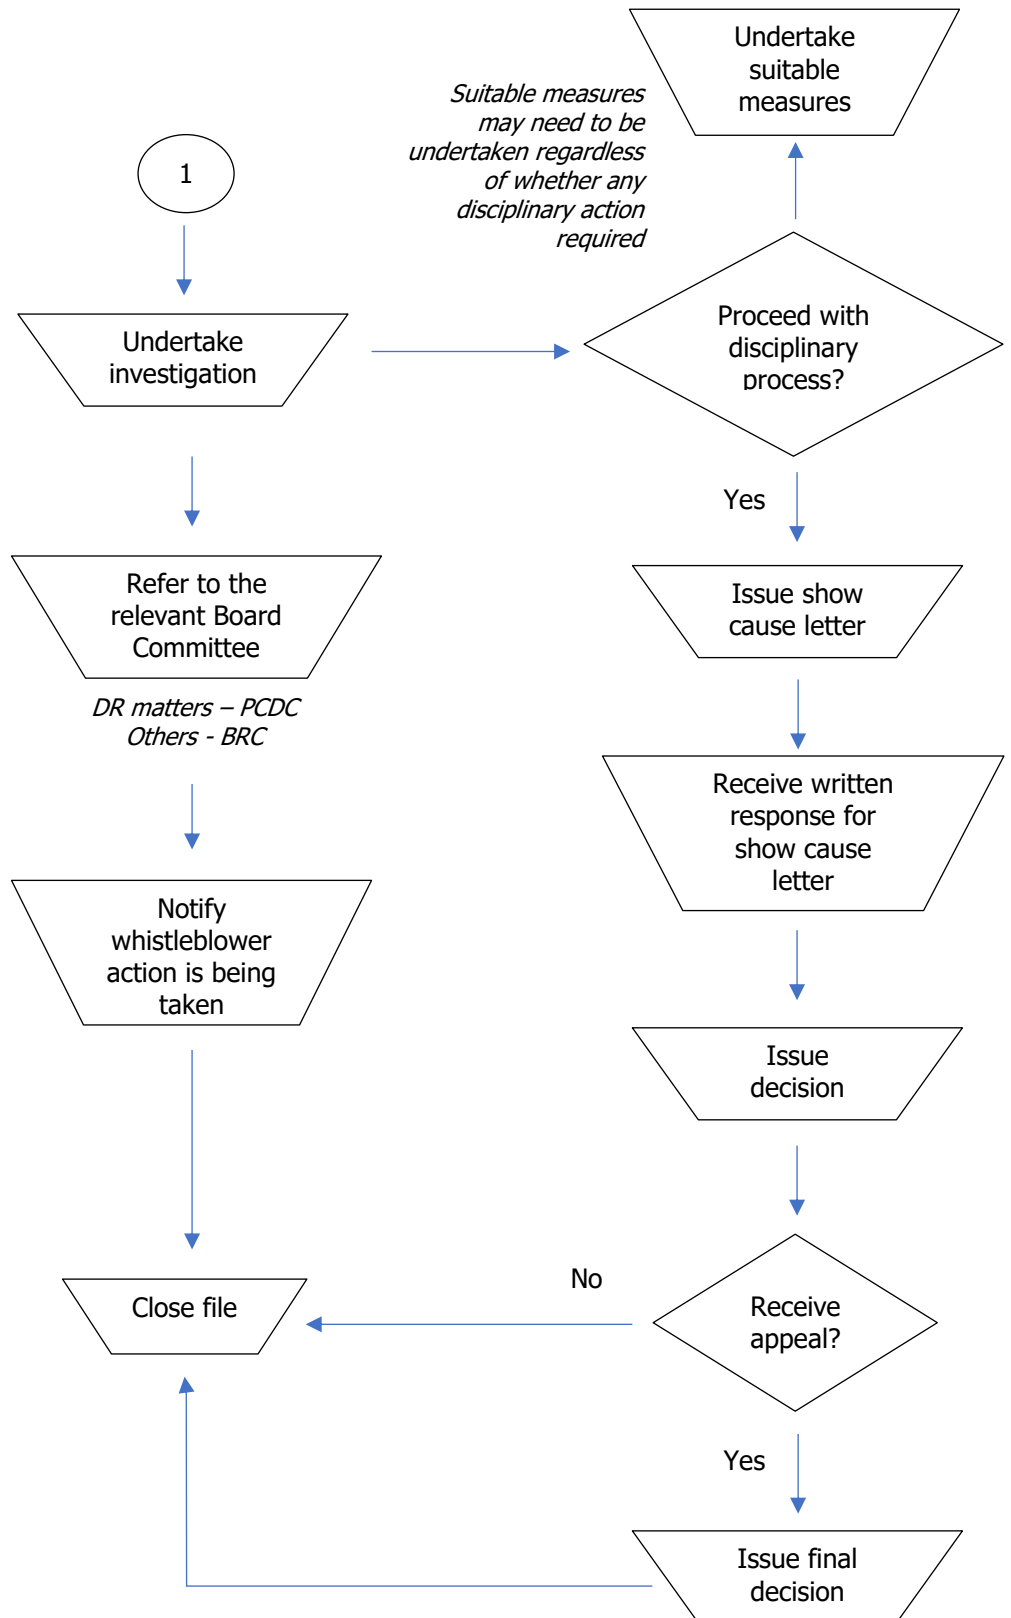 Undertake
suitable
measures
Suitable measures
may need to be
undertaken regardless
of whether any
disciplinary action
required
1
Undertake
investigation
Proceed with
disciplinary
process?
Yes
Refer to the
relevant Board
Committee
DR matters – PCDC
Others - BRC
Issue show
cause letter
Receive written
response for
show cause
letter
Notify
whistleblower
action is being
taken
Issue
decision
No
Close file
Receive
appeal?
Yes
Issue final
decision